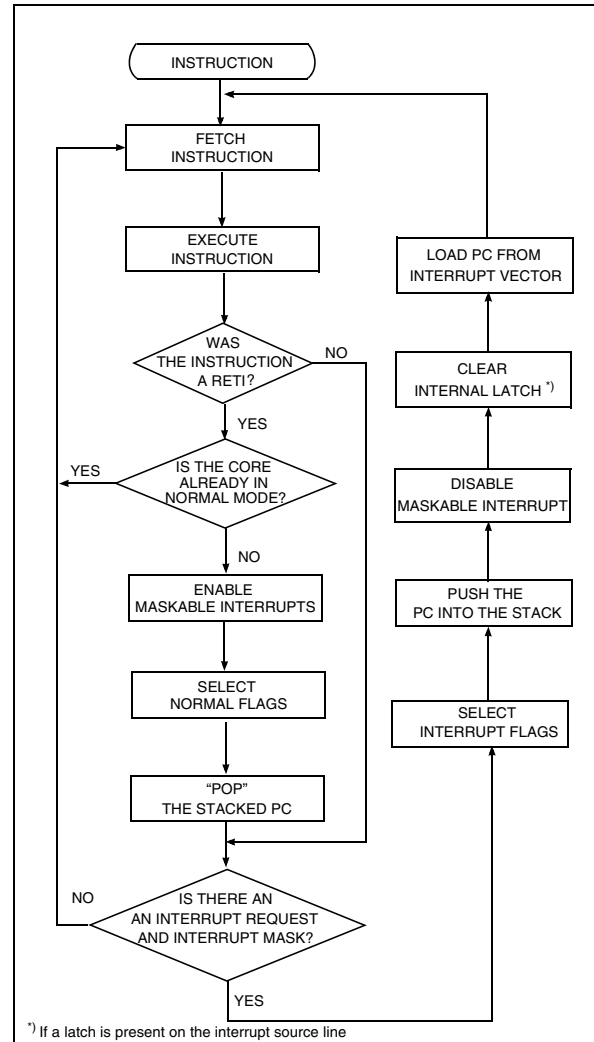 INSTRUCTION
FETCH
INSTRUCTION
EXECUTE
INSTRUCTION
WAS
THE INSTRUCTION
A RETI?
NO
YES
IS THE CORE
ALREADY IN
NORMAL MODE?
YES
NO
ENABLE
MASKABLE INTERRUPTS
SELECT
NORMAL FLAGS
“POP”
THE STACKED PC
IS THERE AN
AN INTERRUPT REQUEST
AND INTERRUPT MASK?
NO
YES
SELECT
INTERRUPT FLAGS
PUSH THE
PC INTO THE STACK
DISABLE
MASKABLE INTERRUPT
CLEAR
INTERNAL LATCH *)
LOAD PC FROM
INTERRUPT VECTOR
*) If a latch is present on the interrupt source line